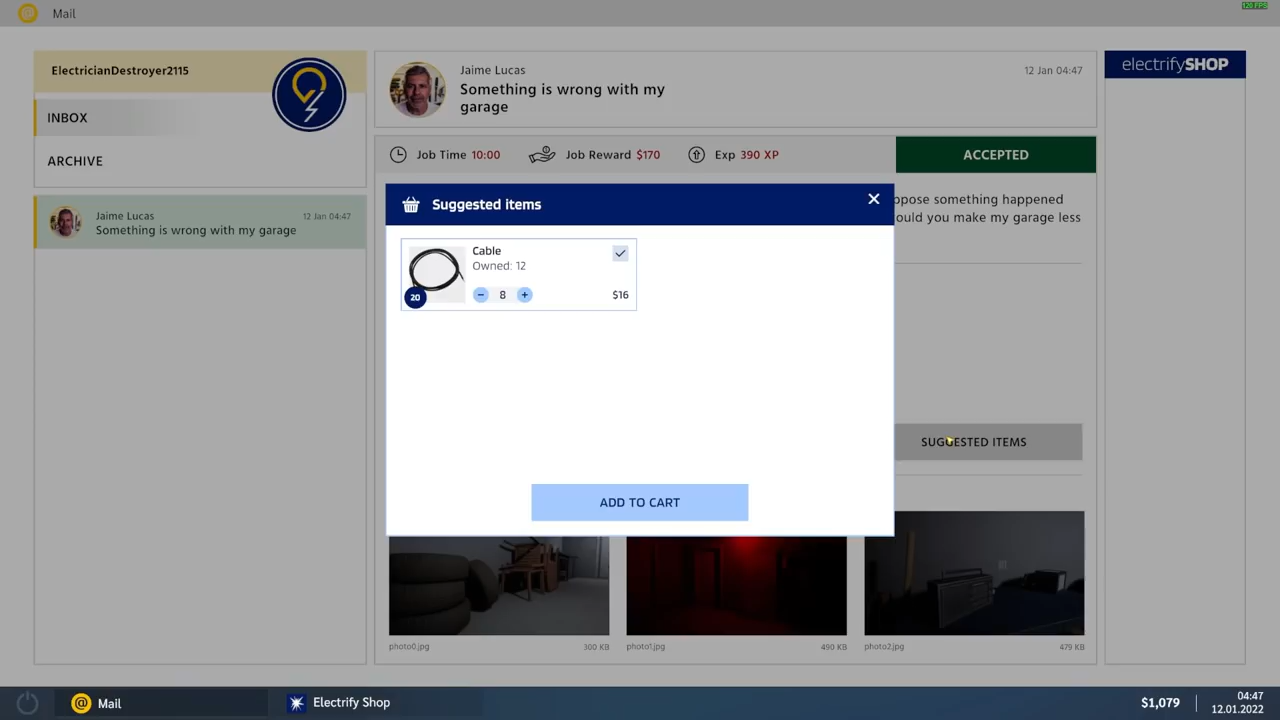 Mail
120 FPS
ElectricianDestroyer2115
INBOX
ARCHIVE
Jaime Lucas
12 Jan 04:47
Something is wrong with my garage
Jaime Lucas
12 Jan 04:47
Something is wrong with my
garage
electrifySHOP
Job Time 10:00
Job Reward $170
Exp 390 XP
ACCEPTED
ppose something happened
ould you make my garage less
Suggested items
Cable
Owned: 12
20
8
$16
ADD TO CART
SUGGESTED ITEMS
photo0.jpg
300 KB
photo1.jpg
490 KB
photo2.jpg
479 KB
Mail
Electrify Shop
$1,079
04:47
12.01.2022